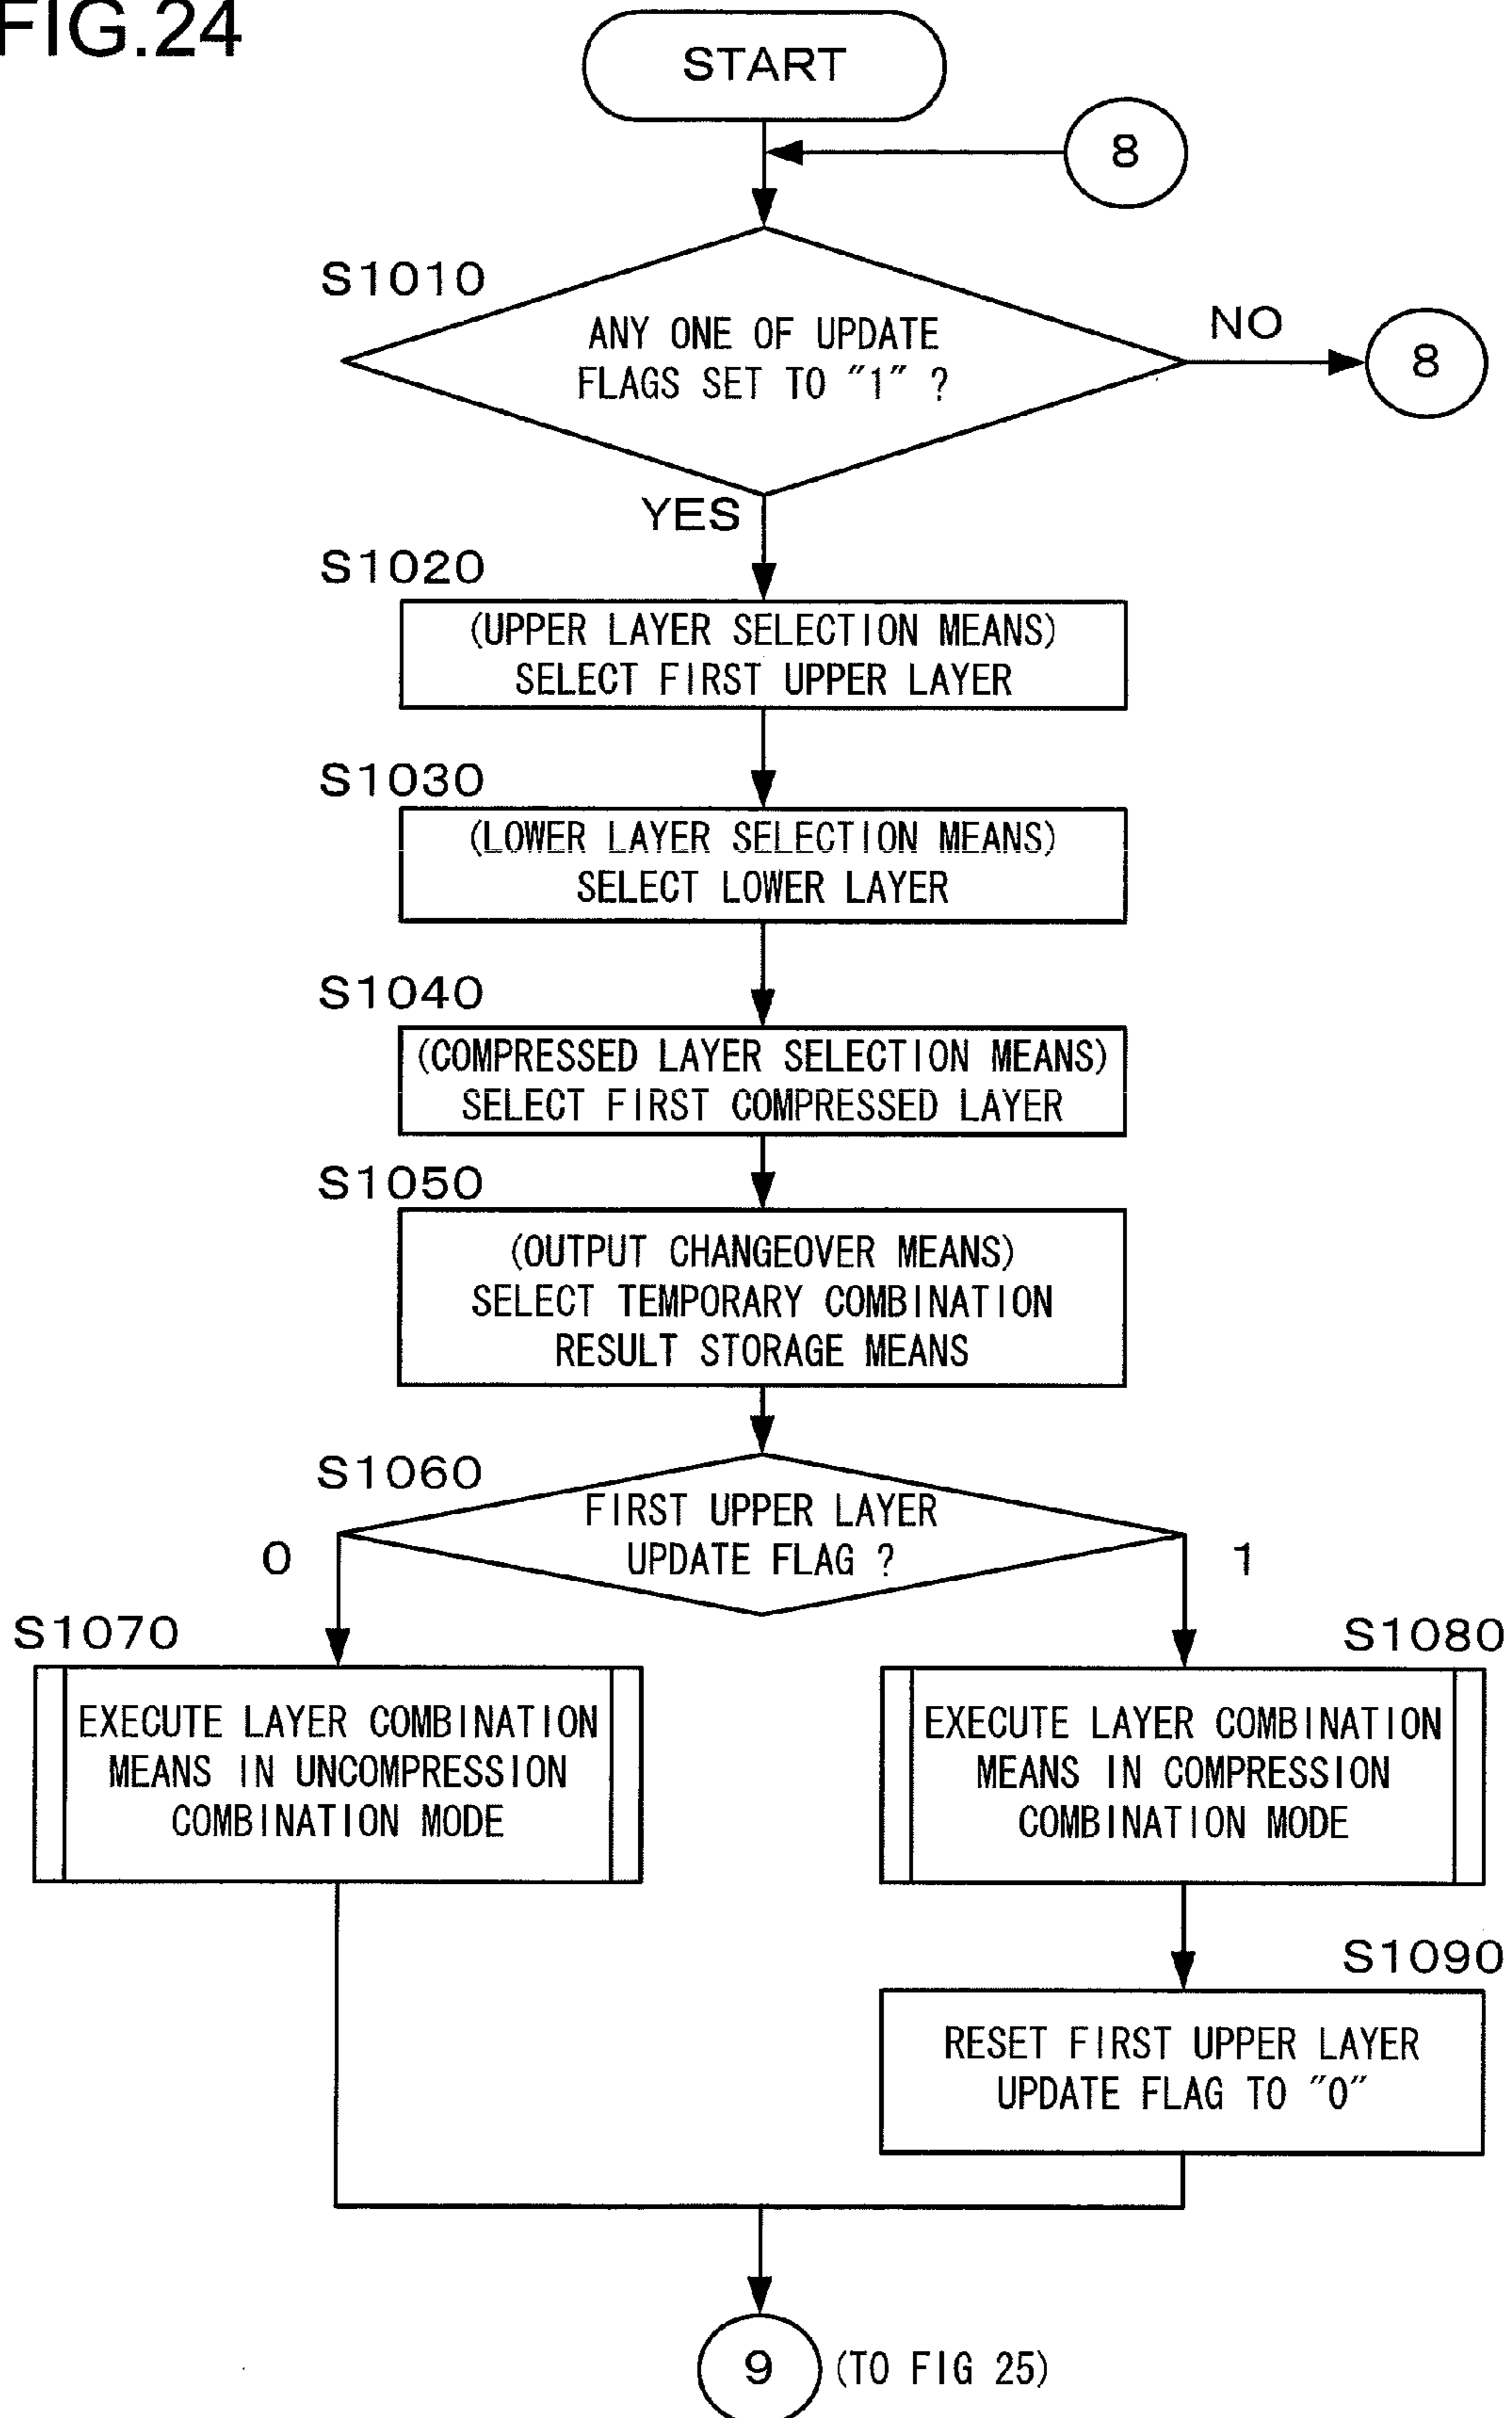 FIG.24
START
8
S1010
ANY ONE OF UPDATE
FLAGS SET TO "1" ?
NO
8
YES
S1020
(UPPER LAYER SELECTION MEANS)
SELECT FIRST UPPER LAYER
S1030
(LOWER LAYER SELECTION MEANS)
SELECT LOWER LAYER
S1040
(COMPRESSED LAYER SELECTION MEANS)
SELECT FIRST COMPRESSED LAYER
S1050
(OUTPUT CHANGEOVER MEANS)
SELECT TEMPORARY COMBINATION
RESULT STORAGE MEANS
S1060
FIRST UPPER LAYER
UPDATE FLAG ?
0
1
S1070
EXECUTE LAYER COMBINATION
MEANS IN UNCOMPRESSION
COMBINATION MODE
S1080
EXECUTE LAYER COMBINATION
MEANS IN COMPRESSION
COMBINATION MODE
S1090
RESET FIRST UPPER LAYER
UPDATE FLAG TO "0"
9 (TO FIG 25)